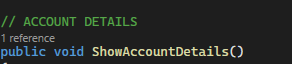 // ACCOUNT DETAILS
1 reference
public void ShowAccountDetails()